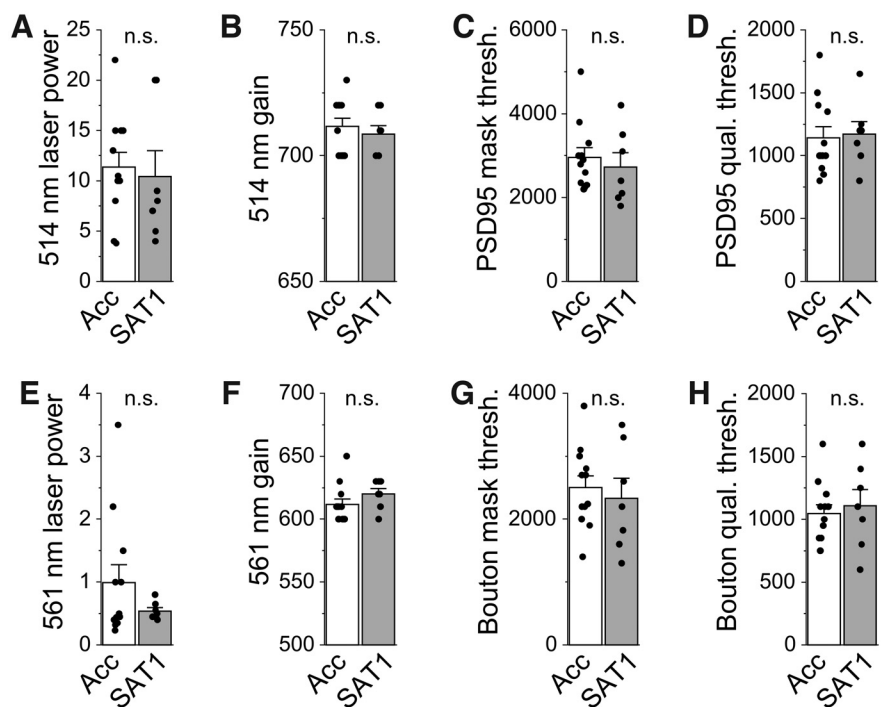 A
514 nm laser power
25
20
15
10
5
0
n.s.
Acc
SAT1
B
514 nm gain
750
700
650
n.s.
Acc
SAT1
C
PSD95 mask thresh.
6000
4000
2000
0
n.s.
Acc
SAT1
D
PSD95 qual. thresh.
2000
1500
1000
500
0
n.s.
Acc
SAT1
E
561 nm laser power
4
3
2
1
0
n.s.
Acc
SAT1
F
561 nm gain
700
650
600
550
500
n.s.
Acc
SAT1
G
Bouton mask thresh.
4000
2000
0
n.s.
Acc
SAT1
H
Bouton qual. thresh.
2000
1500
1000
500
0
n.s.
Acc
SAT1